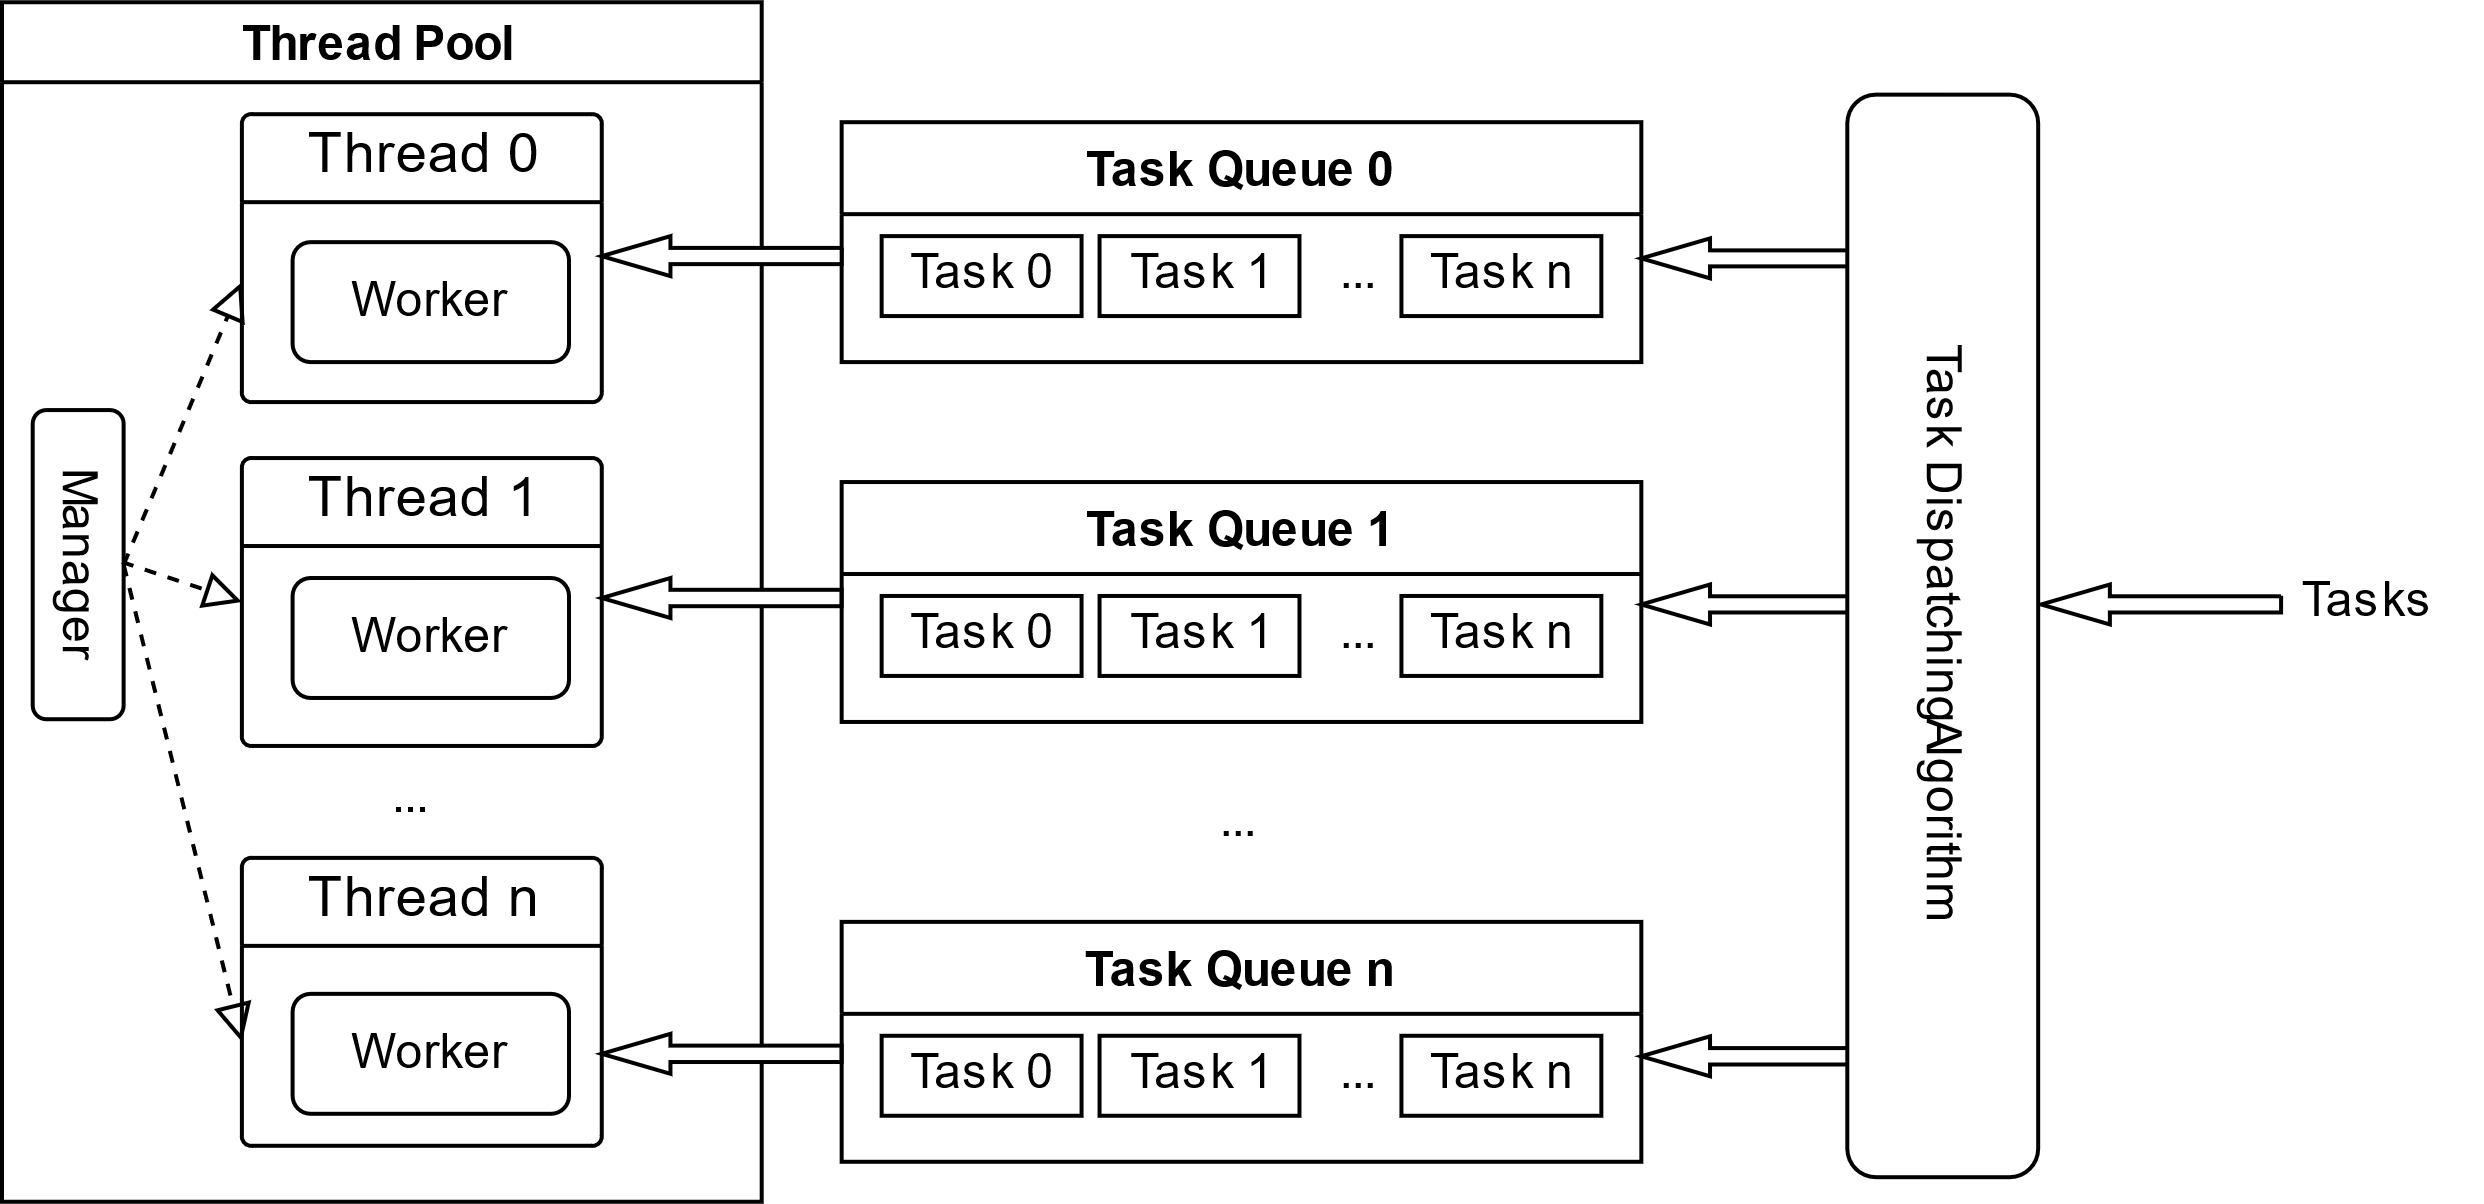 Thread Pool
Thread 0
Worker
Manager
Thread 1
Worker
...
Thread n
Worker
Task Queue 0
Task 0 Task 1 ... Task n
Task Queue 1
Task 0 Task 1 ... Task n
...
Task Queue n
Task 0 Task 1 ... Task n
Task DispatchingAlgorithm
Tasks